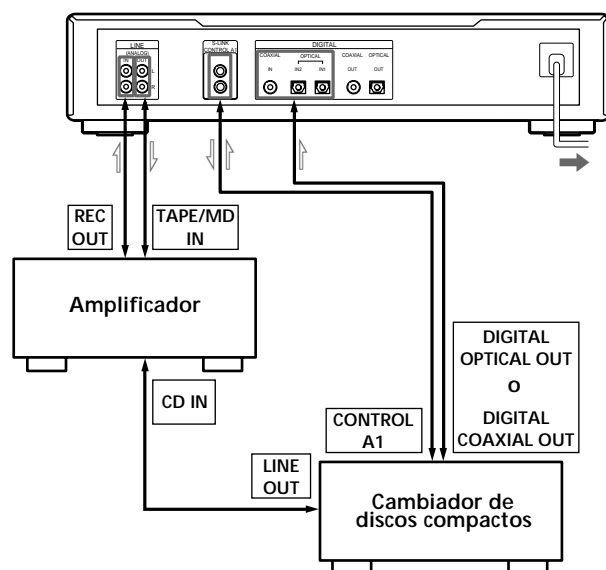 LINE
(ANALOG)
IN OUT
L
R
S-LINK
CONTROL A1
DIGITAL
COAXIAL OPTICAL COAXIAL OPTICAL
IN IN2 IN1 OUT OUT
REC
OUT
TAPE/MD
IN
Amplificador
CD IN
LINE
OUT
CONTROL
A1
DIGITAL
OPTICAL OUT
O
DIGITAL
COAXIAL OUT
Cambiador de
discos compactos